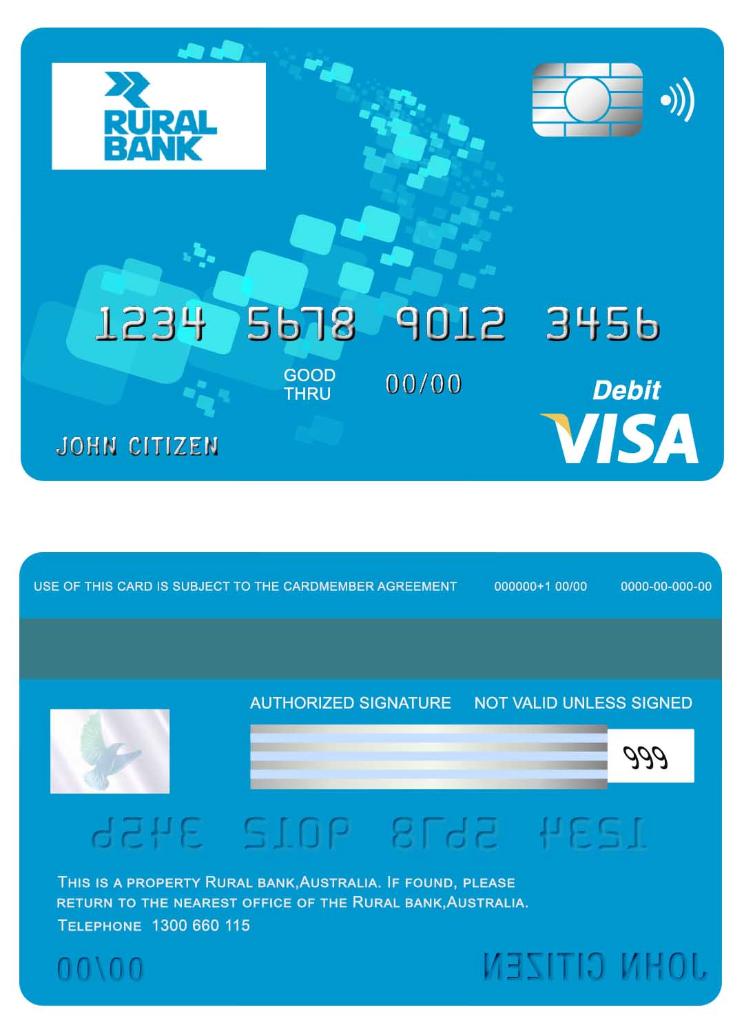 RURAL
BANK
1234 5678 9012 3456
GOOD
THRU
00/00
Debit
VISA
JOHN CITIZEN
USE OF THIS CARD IS SUBJECT TO THE CARDMEMBER AGREEMENT 000000+1 00/00 0000-00-000-00
AUTHORIZED SIGNATURE NOT VALID UNLESS SIGNED
999
1234 5678 9012 3456
THIS IS A PROPERTY RURAL BANK,AUSTRALIA. IF FOUND, PLEASE
RETURN TO THE NEAREST OFFICE OF THE RURAL BANK,AUSTRALIA.
TELEPHONE 1300 660 115
00/00
JOHN CITIZEN